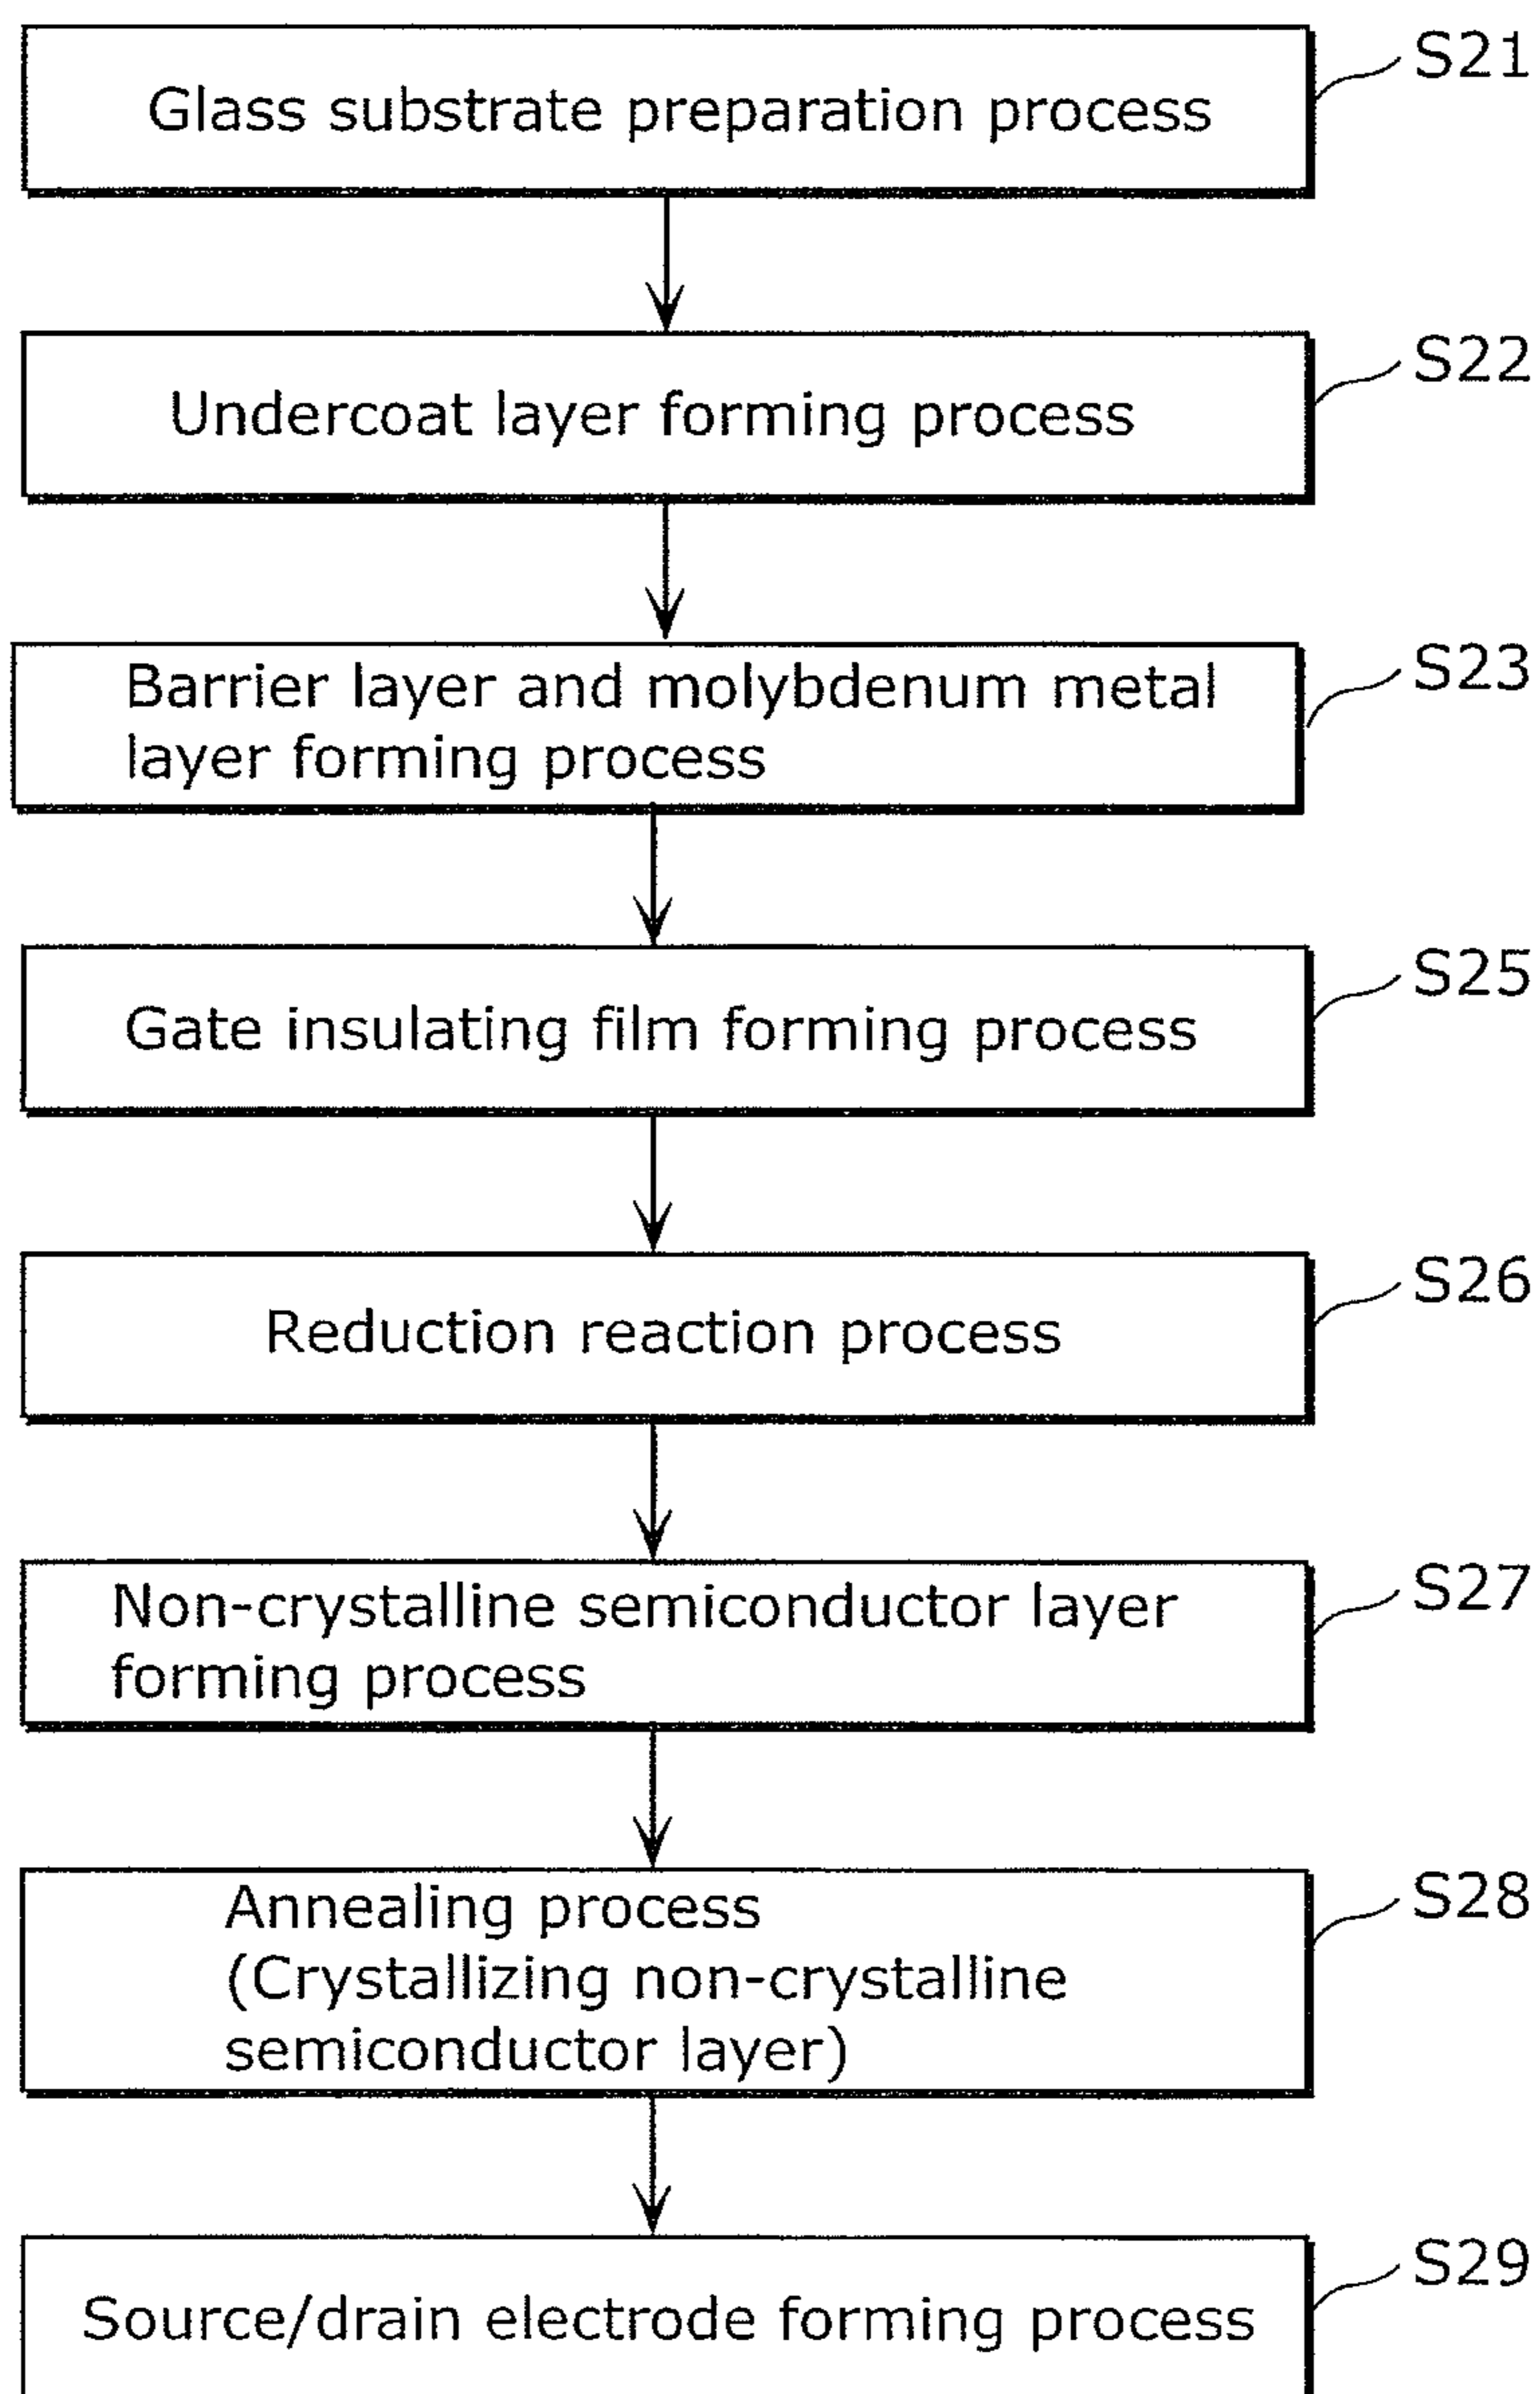 S21
Glass substrate preparation process
S22
Undercoat layer forming process
S23
Barrier layer and molybdenum metal
layer forming process
S25
Gate insulating film forming process
S26
Reduction reaction process
S27
Non-crystalline semiconductor layer
forming process
S28
Annealing process
(Crystallizing non-crystalline
semiconductor layer)
S29
Source/drain electrode forming process